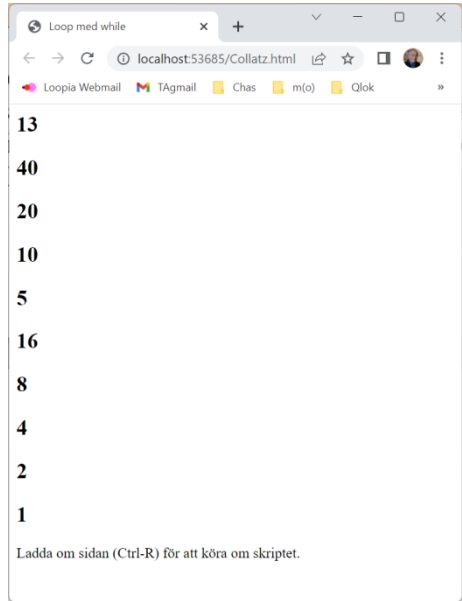 Loop med while
localhost:53685/Collatz.html
Loopia Webmail TAgmail Chas m(o) Qlok »
13
40
20
10
5
16
8
4
2
1
Ladda om sidan (Ctrl-R) för att köra om skriptet.